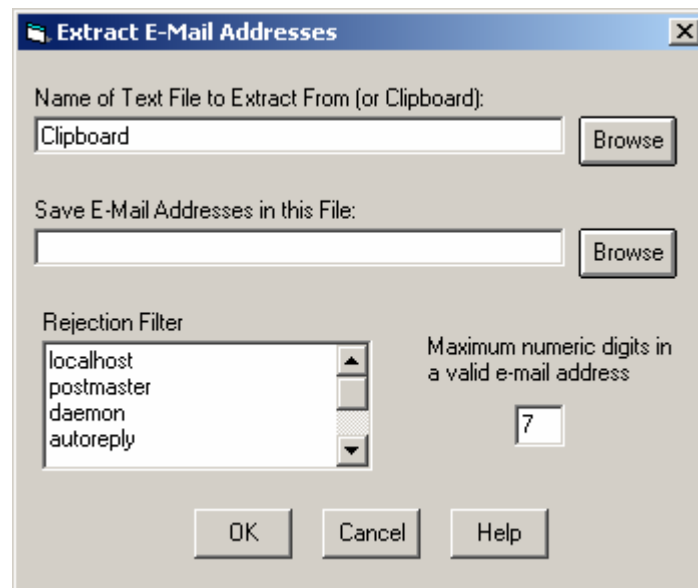 Extract E-Mail Addresses
Name of Text File to Extract From (or Clipboard):
Clipboard
Browse
Save E-Mail Addresses in this File:
Browse
Rejection Filter
localhost
postmaster
daemon
autoreply
Maximum numeric digits in
a valid e-mail address
7
OK
Cancel
Help